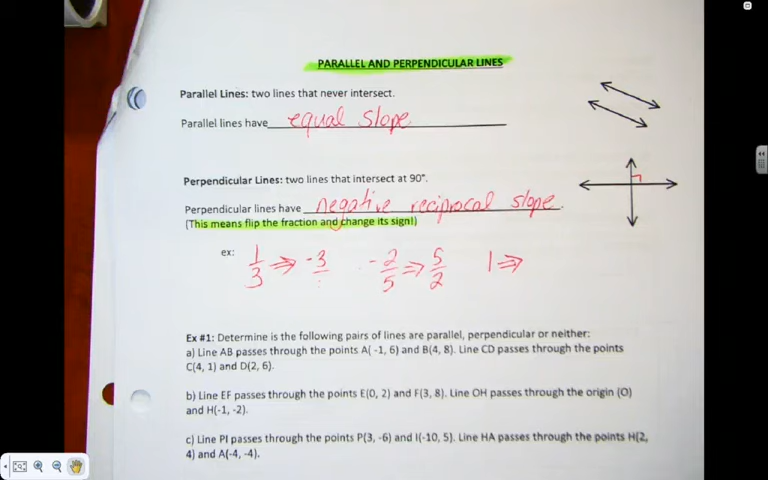 PARALLEL AND PERPENDICULAR LINES
Parallel Lines: two lines that never intersect.
Parallel lines have equal slope
Perpendicular Lines: two lines that intersect at 90°.
Perpendicular lines have negative reciprocal slope.
(This means flip the fraction and change its sign!)
ex: 1/3 ⇒ -3/ -2/5 ⇒ 5/2 1 ⇒
Ex #1: Determine is the following pairs of lines are parallel, perpendicular or neither:
a) Line AB passes through the points A( -1, 6) and B(4, 8). Line CD passes through the points
C(4, 1) and D(2, 6).
b) Line EF passes through the points E(0, 2) and F(3, 8). Line OH passes through the origin (O)
and H(-1, -2).
c) Line PI passes through the points P(3, -6) and I(-10, 5). Line HA passes through the points H(2,
4) and A(-4, -4).